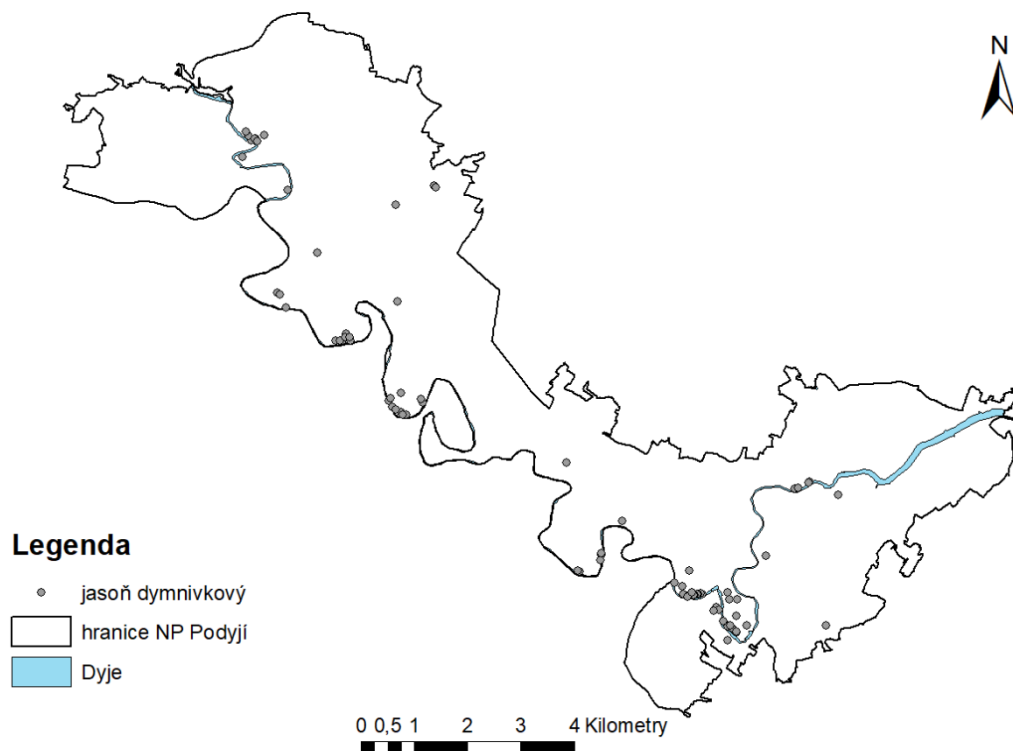 N
Legenda
jasoň dymnivkový
hranice NP Podyjí
Dyje
0 0,5 1 2 3 4 Kilometry